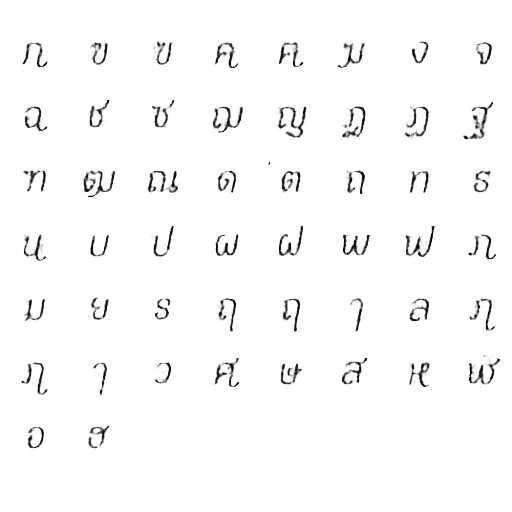 ก ข ฃ ค ฅ ฆ ง จ
ฉ ช ซ ฌ ญ ฎ ฏ ฐ
ฑ ฒ ณ ด ต ถ ท ธ
น บ ป ผ ฝ พ ฟ ภ
ม ย ร ฤ ฤ ๅ ล ฦ
ฦ ๅ ว ศ ษ ส ห ฬ
อ ฮ